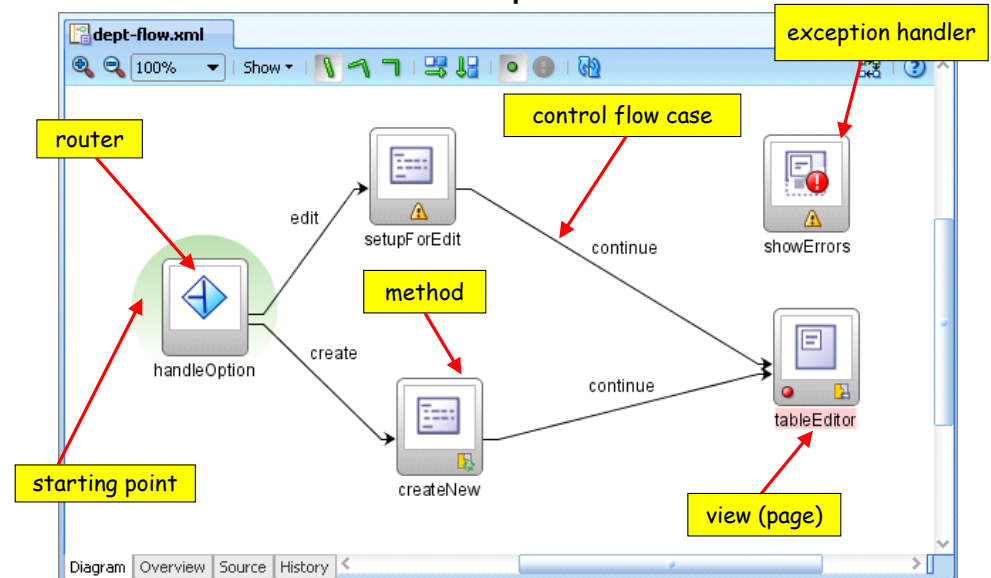 dept-flow.xml
exception handler
100%
Show
control flow case
router
edit
setupForEdit
continue
showErrors
method
create
handleOption
continue
tableEditor
starting point
createNew
view (page)
Diagram
Overview
Source
History